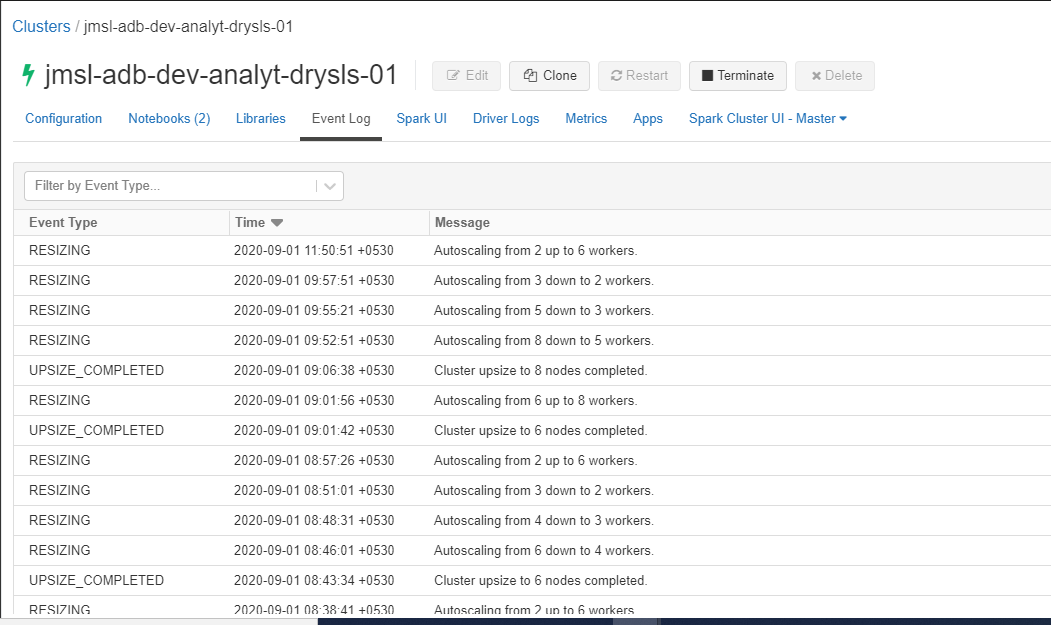 Clusters / jmsl-adb-dev-analyt-drysls-01
jmsl-adb-dev-analyt-drysls-01 Edit Clone Restart Terminate Delete
Configuration Notebooks (2) Libraries Event Log Spark UI Driver Logs Metrics Apps Spark Cluster UI - Master
Filter by Event Type...
Event Type Time Message
RESIZING 2020-09-01 11:50:51 +0530 Autoscaling from 2 up to 6 workers.
RESIZING 2020-09-01 09:57:51 +0530 Autoscaling from 3 down to 2 workers.
RESIZING 2020-09-01 09:55:21 +0530 Autoscaling from 5 down to 3 workers.
RESIZING 2020-09-01 09:52:51 +0530 Autoscaling from 8 down to 5 workers.
UPSIZE_COMPLETED 2020-09-01 09:06:38 +0530 Cluster upsize to 8 nodes completed.
RESIZING 2020-09-01 09:01:56 +0530 Autoscaling from 6 up to 8 workers.
UPSIZE_COMPLETED 2020-09-01 09:01:42 +0530 Cluster upsize to 6 nodes completed.
RESIZING 2020-09-01 08:57:26 +0530 Autoscaling from 2 up to 6 workers.
RESIZING 2020-09-01 08:51:01 +0530 Autoscaling from 3 down to 2 workers.
RESIZING 2020-09-01 08:48:31 +0530 Autoscaling from 4 down to 3 workers.
RESIZING 2020-09-01 08:46:01 +0530 Autoscaling from 6 down to 4 workers.
UPSIZE_COMPLETED 2020-09-01 08:43:34 +0530 Cluster upsize to 6 nodes completed.
RESIZING 2020-09-01 08:38:41 +0530 Autoscaling from 2 up to 6 workers.